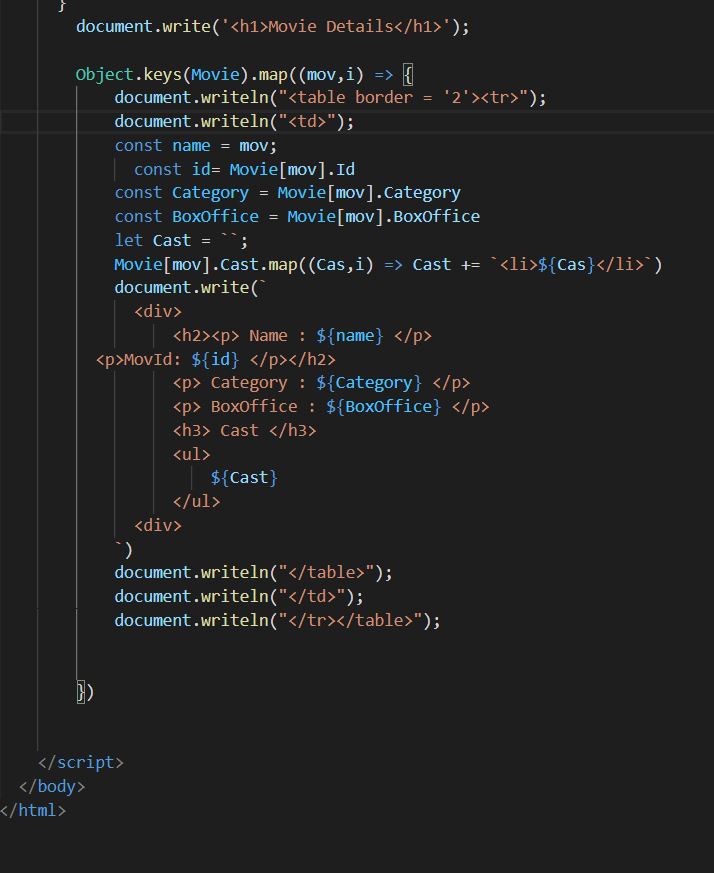 }
document.write('<h1>Movie Details</h1>');
Object.keys(Movie).map((mov,i) => {
document.writeln("<table border = '2'><tr>");
document.writeln("<td>");
const name = mov;
const id= Movie[mov].Id
const Category = Movie[mov].Category
const BoxOffice = Movie[mov].BoxOffice
let Cast = ``;
Movie[mov].Cast.map((Cas,i) => Cast += `<li>${Cas}</li>`)
document.write(`
<div>
<h2><p> Name : ${name} </p>
<p>MovId: ${id} </p></h2>
<p> Category : ${Category} </p>
<p> BoxOffice : ${BoxOffice} </p>
<h3> Cast </h3>
<ul>
${Cast}
</ul>
<div>
`)
document.writeln("</table>");
document.writeln("</td>");
document.writeln("</tr></table>");
})
</script>
</body>
</html>